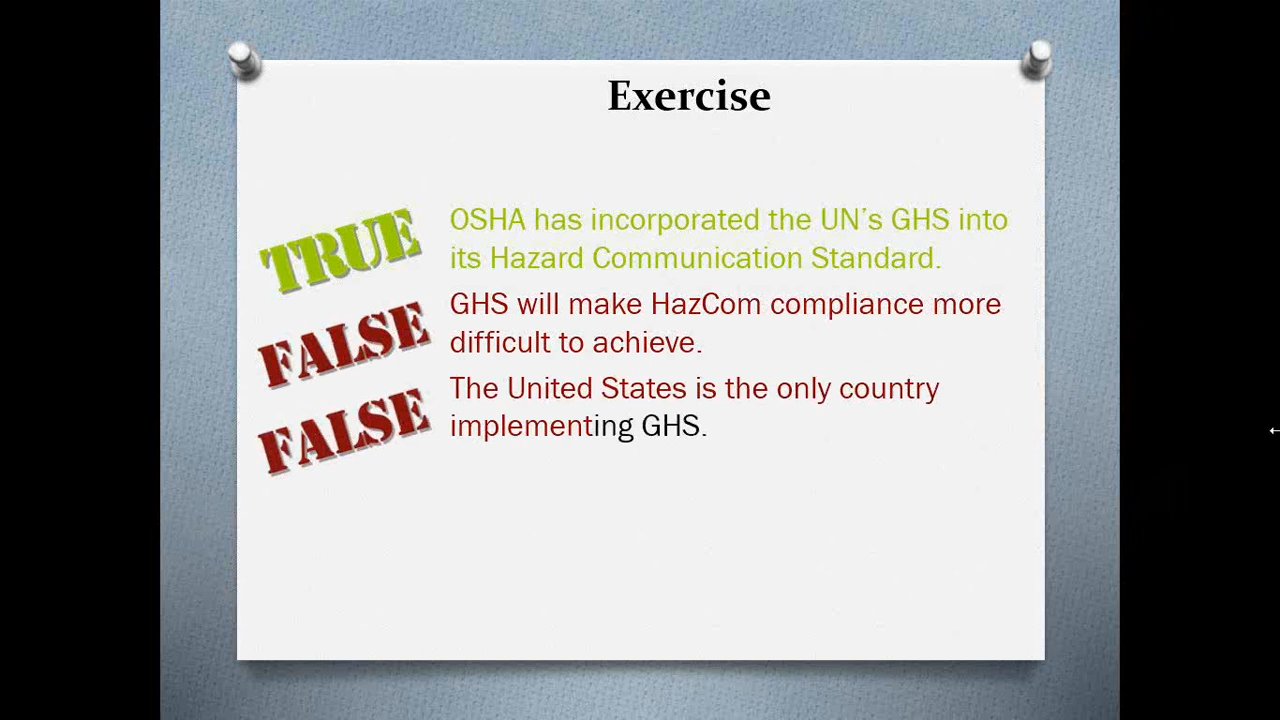 Exercise
TRUE
OSHA has incorporated the UN’s GHS into
its Hazard Communication Standard.
FALSE
GHS will make HazCom compliance more
difficult to achieve.
FALSE
The United States is the only country
implementing GHS.